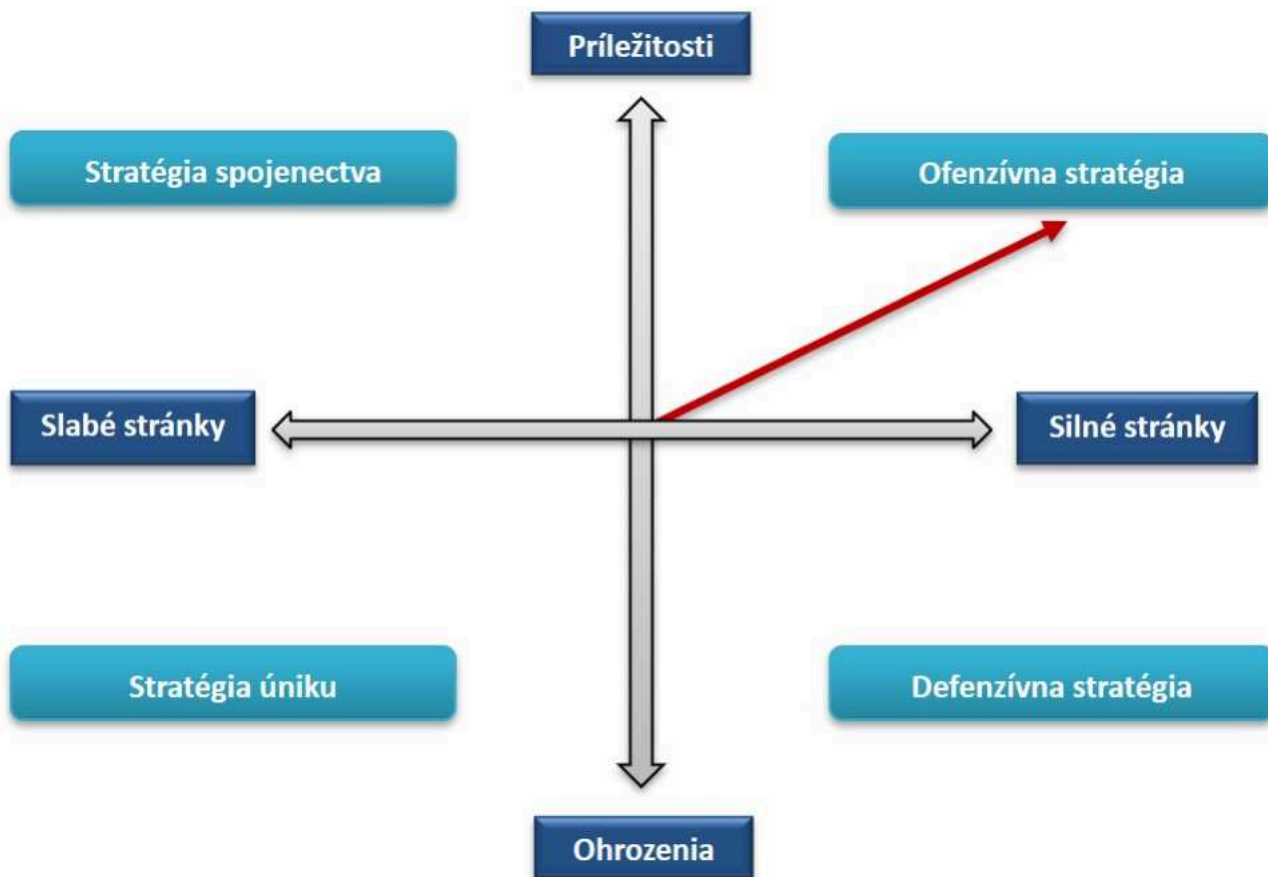 Príležitosti
Stratégia spojenectva
Ofenzívna stratégia
Slabé stránky
Silné stránky
Stratégia úniku
Defenzívna stratégia
Ohrozenia